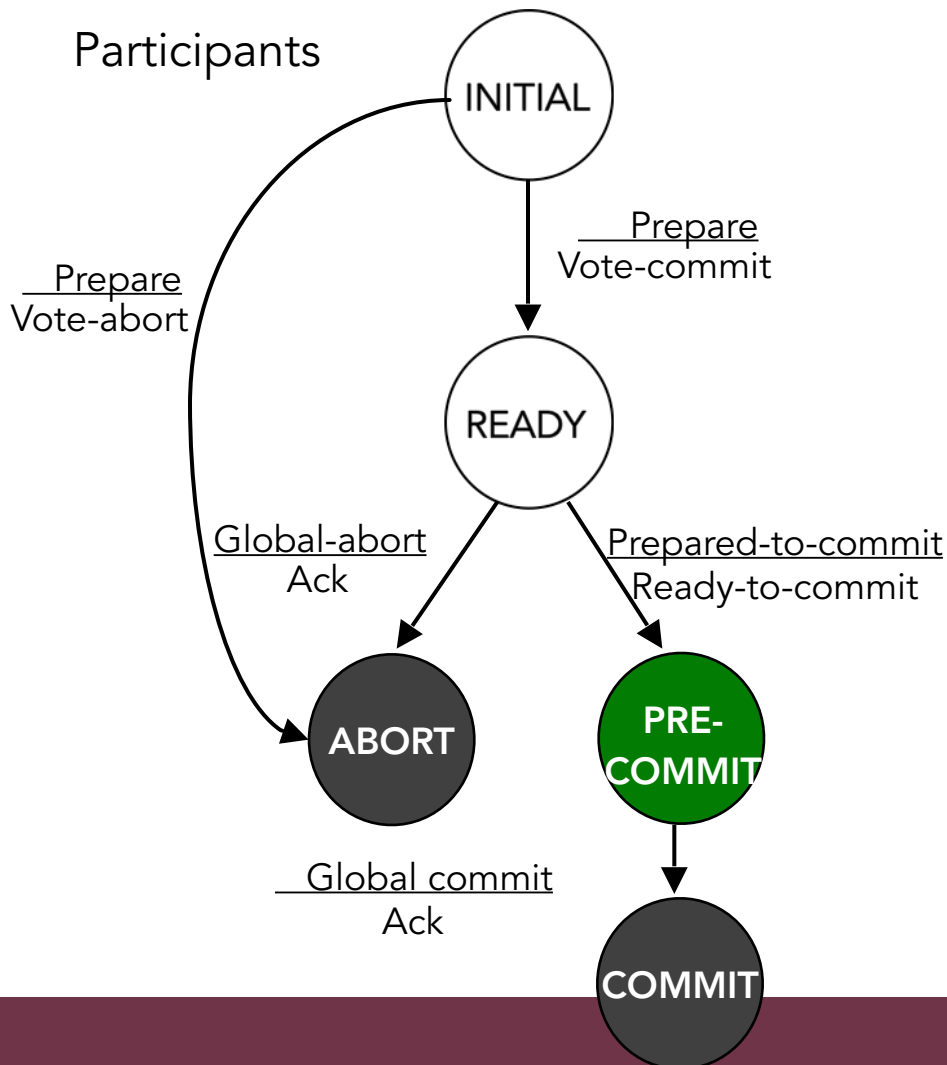 Participants
INITIAL
Prepare
Vote-commit
Prepare
Vote-abort
READY
Global-abort
Ack
Prepared-to-commit
Ready-to-commit
ABORT
PRE-
COMMIT
Global commit
Ack
COMMIT